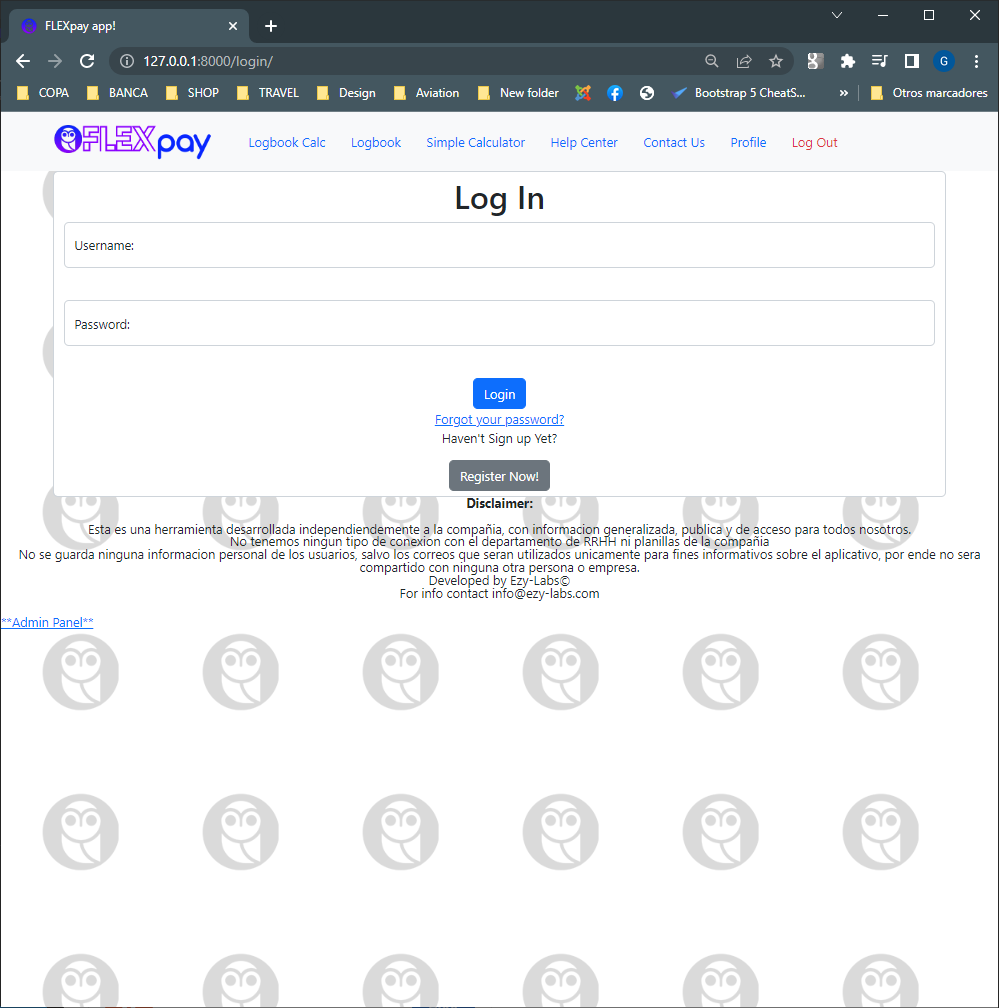 FLEXpay app!
127.0.0.1:8000/login/
G
COPA BANCA SHOP TRAVEL Design Aviation New folder Bootstrap 5 CheatS... » Otros marcadores
FLEXpay Logbook Calc Logbook Simple Calculator Help Center Contact Us Profile Log Out
Log In
Username:
Password:
Login
Forgot your password?
Haven't Sign up Yet?
Register Now!
Disclaimer:
Esta es una herramienta desarrollada independiendemente a la compañia, con informacion generalizada, publica y de acceso para todos nosotros.
No tenemos ningun tipo de conexion con el departamento de RRHH ni planillas de la compañia
No se guarda ninguna informacion personal de los usuarios, salvo los correos que seran utilizados unicamente para fines informativos sobre el aplicativo, por ende no sera
compartido con ninguna otra persona o empresa.
Developed by Ezy-Labs©
For info contact info@ezy-labs.com
**Admin Panel**